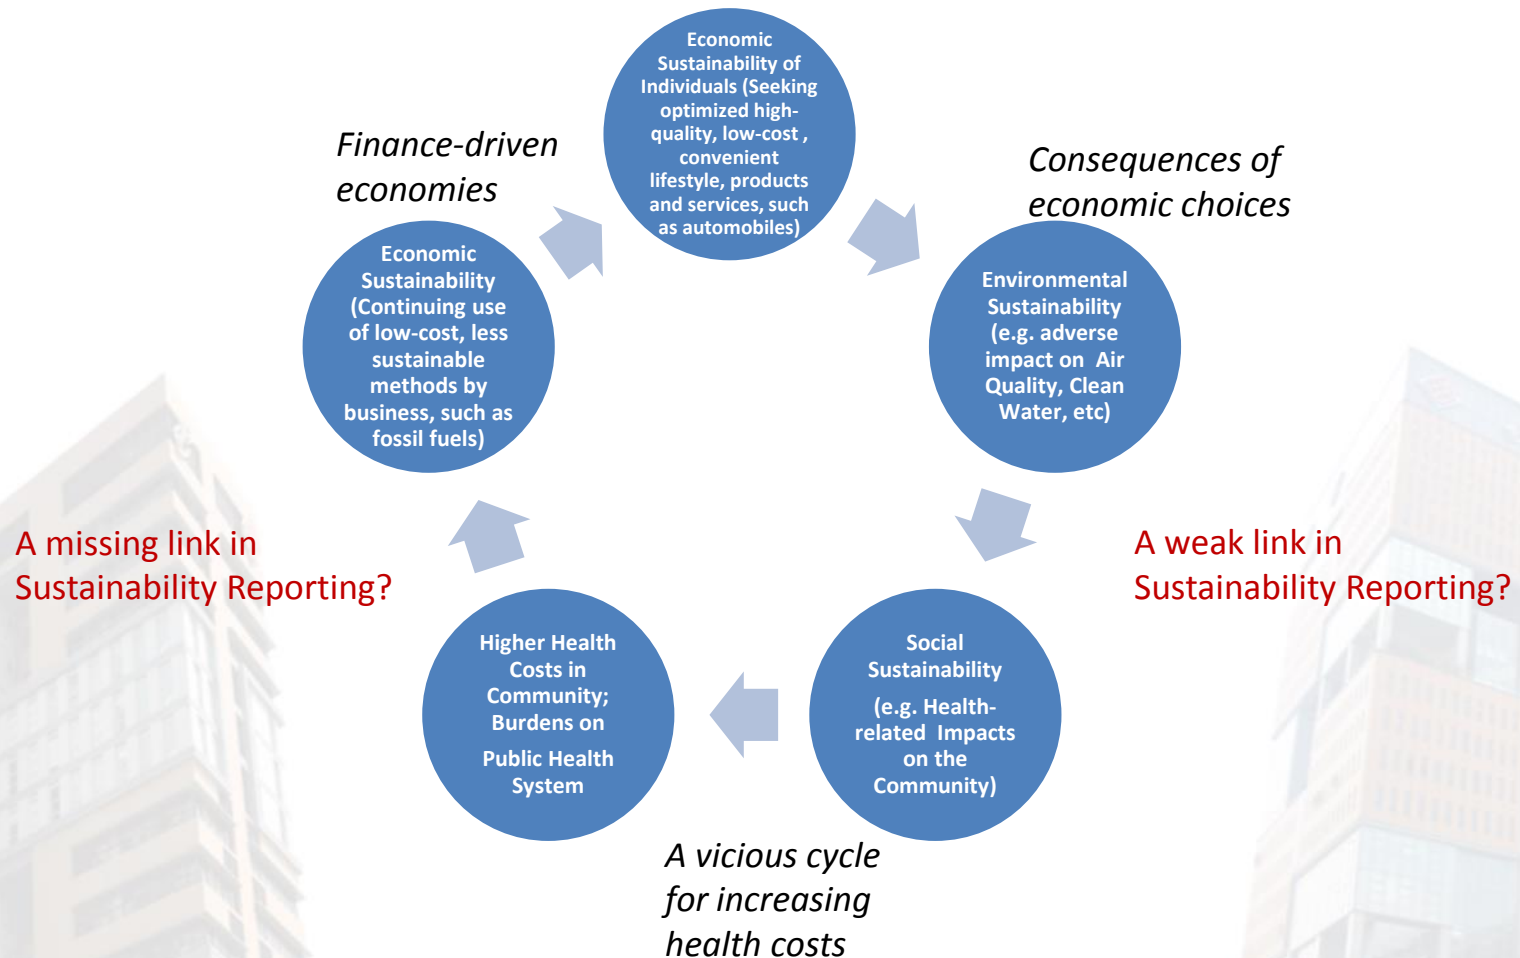 Economic
Sustainability of
Individuals (Seeking
optimized high-
quality, low-cost ,
convenient
lifestyle, products
and services, such
as automobiles)
Finance-driven
economies
Consequences of
economic choices
Economic
Sustainability
(Continuing use
of low-cost, less
sustainable
methods by
business, such as
fossil fuels)
Environmental
Sustainability
(e.g. adverse
impact on Air
Quality, Clean
Water, etc)
A missing link in
Sustainability Reporting?
A weak link in
Sustainability Reporting?
Higher Health
Costs in
Community;
Burdens on
Public Health
System
Social
Sustainability
(e.g. Health-
related Impacts
on the
Community)
A vicious cycle
for increasing
health costs